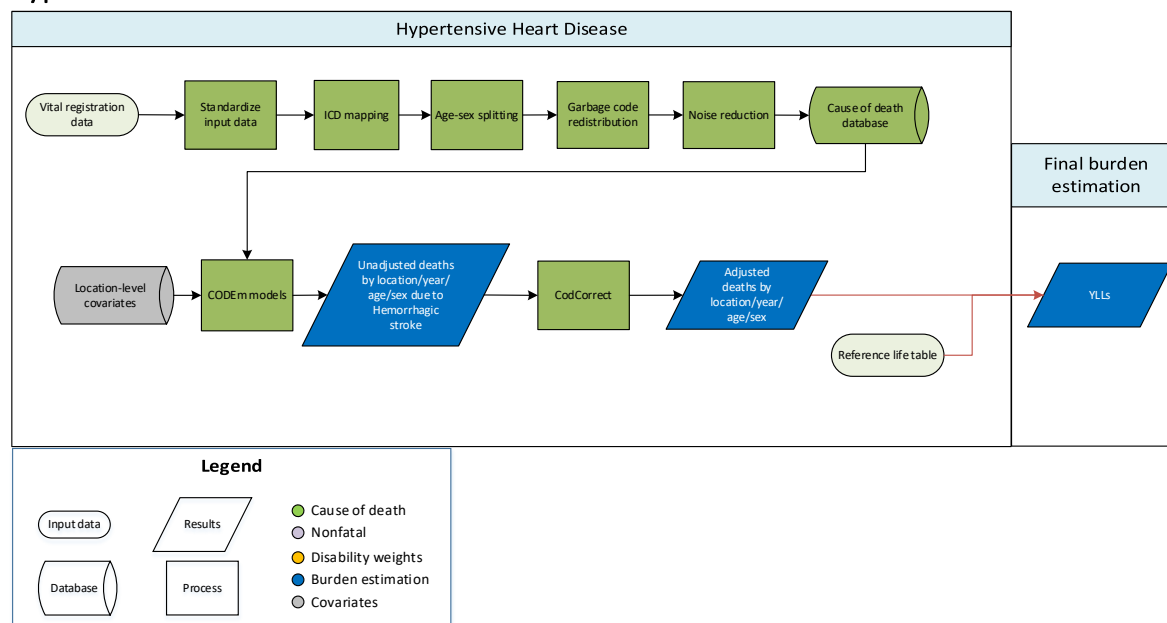 Hypertensive Heart Disease
Vital registration
data
Standardize
input data
ICD mapping
Age-sex splitting
Garbage code
redistribution
Noise reduction
Cause of death
database
Final burden
estimation
Location-level
covariates
CODEm models
Unadjusted deaths
by location/year/
age/sex due to
Hemorrhagic
stroke
CodCorrect
Adjusted
deaths by
location/year/
age/sex
YLLs
Reference life table
Legend
Input data
Results
Database
Process
Cause of death
Nonfatal
Disability weights
Burden estimation
Covariates